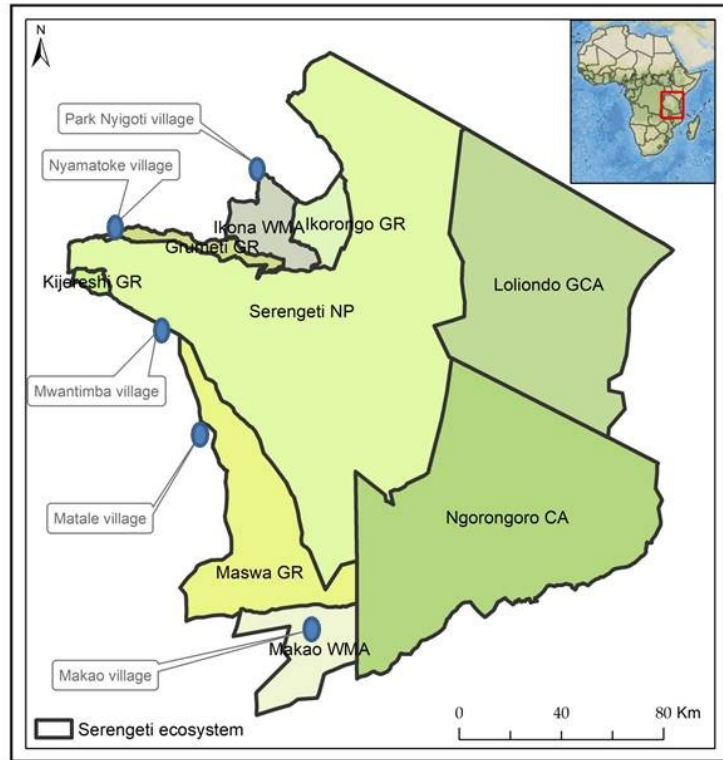 N
Park Nyigoti village
Nyamatoke village
Ikona WMA
Ikorongo GR
Grumeti GR
Kijereshi GR
Loliondo GCA
Serengeti NP
Mwantimba village
Matale village
Ngorongoro CA
Maswa GR
Makao WMA
Makao village
Serengeti ecosystem
0 40 80 Km